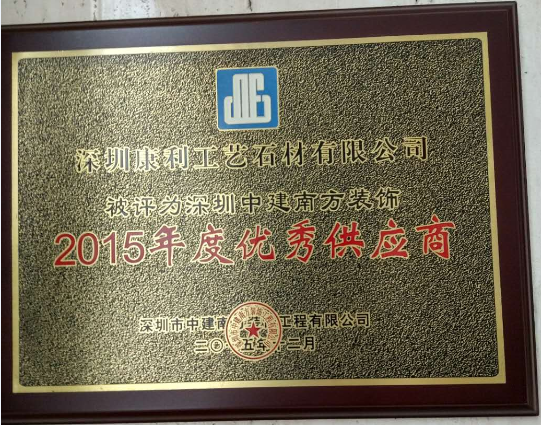 深圳康利工艺石材有限公司
被评为深圳中建南方装饰
2015年度优秀供应商
深圳市中建南 工程有限公司
二〇 五年 二月